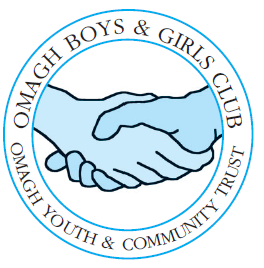 OMAGH BOYS & GIRLS CLUB
OMAGH YOUTH & COMMUNITY TRUST